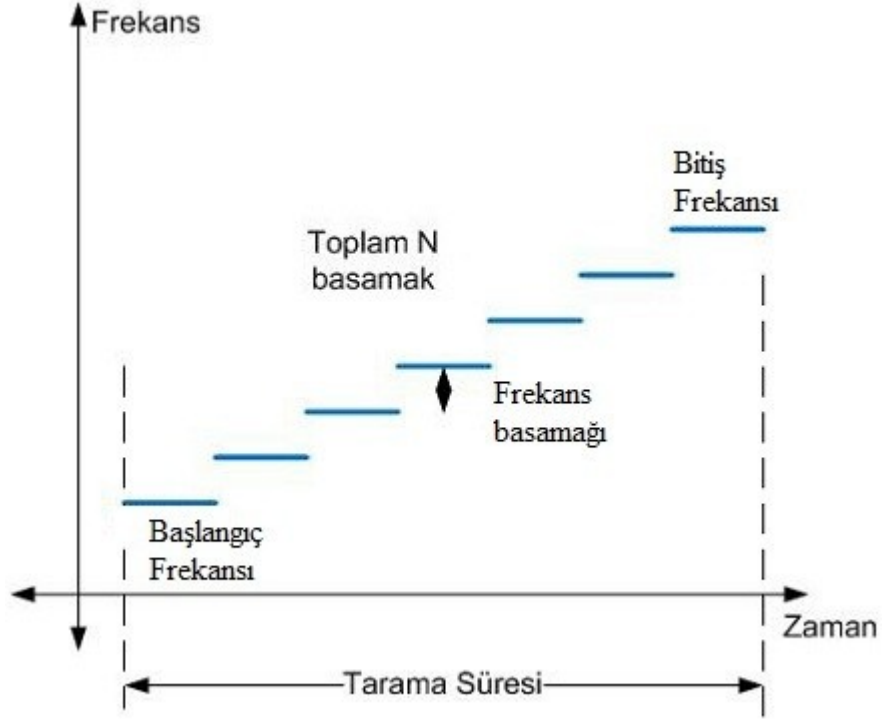 Frekans
Bitiş
Frekansı
Toplam N
basamak
Frekans
basamağı
Başlangıç
Frekansı
Zaman
Tarama Süresi